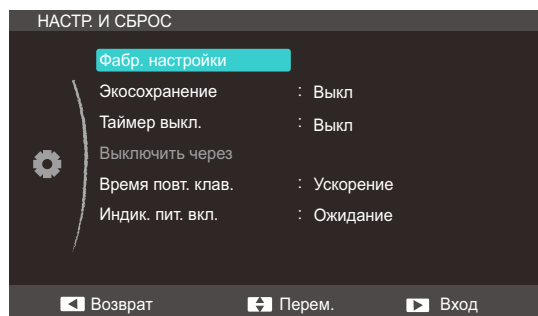 НАСТР. И СБРОС
Фабр. настройки
Экосохранение : Выкл
Таймер выкл. : Выкл
Выключить через
Время повт. клав. : Ускорение
Индик. пит. вкл. : Ожидание
Возврат Перем. Вход